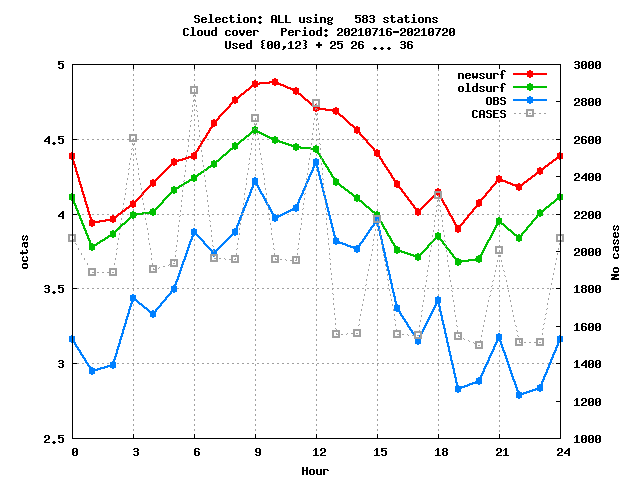 Selection: ALL using   583 stations
Cloud cover   Period: 20210716-20210720
Used {00,12} + 25 26 ... 36
5
4.5
4
3.5
3
2.5
octas
3000
2800
2600
2400
2200
2000
1800
1600
1400
1200
1000
No cases
newsurf
oldsurf
OBS
CASES
0 3 6 9 12 15 18 21 24
Hour